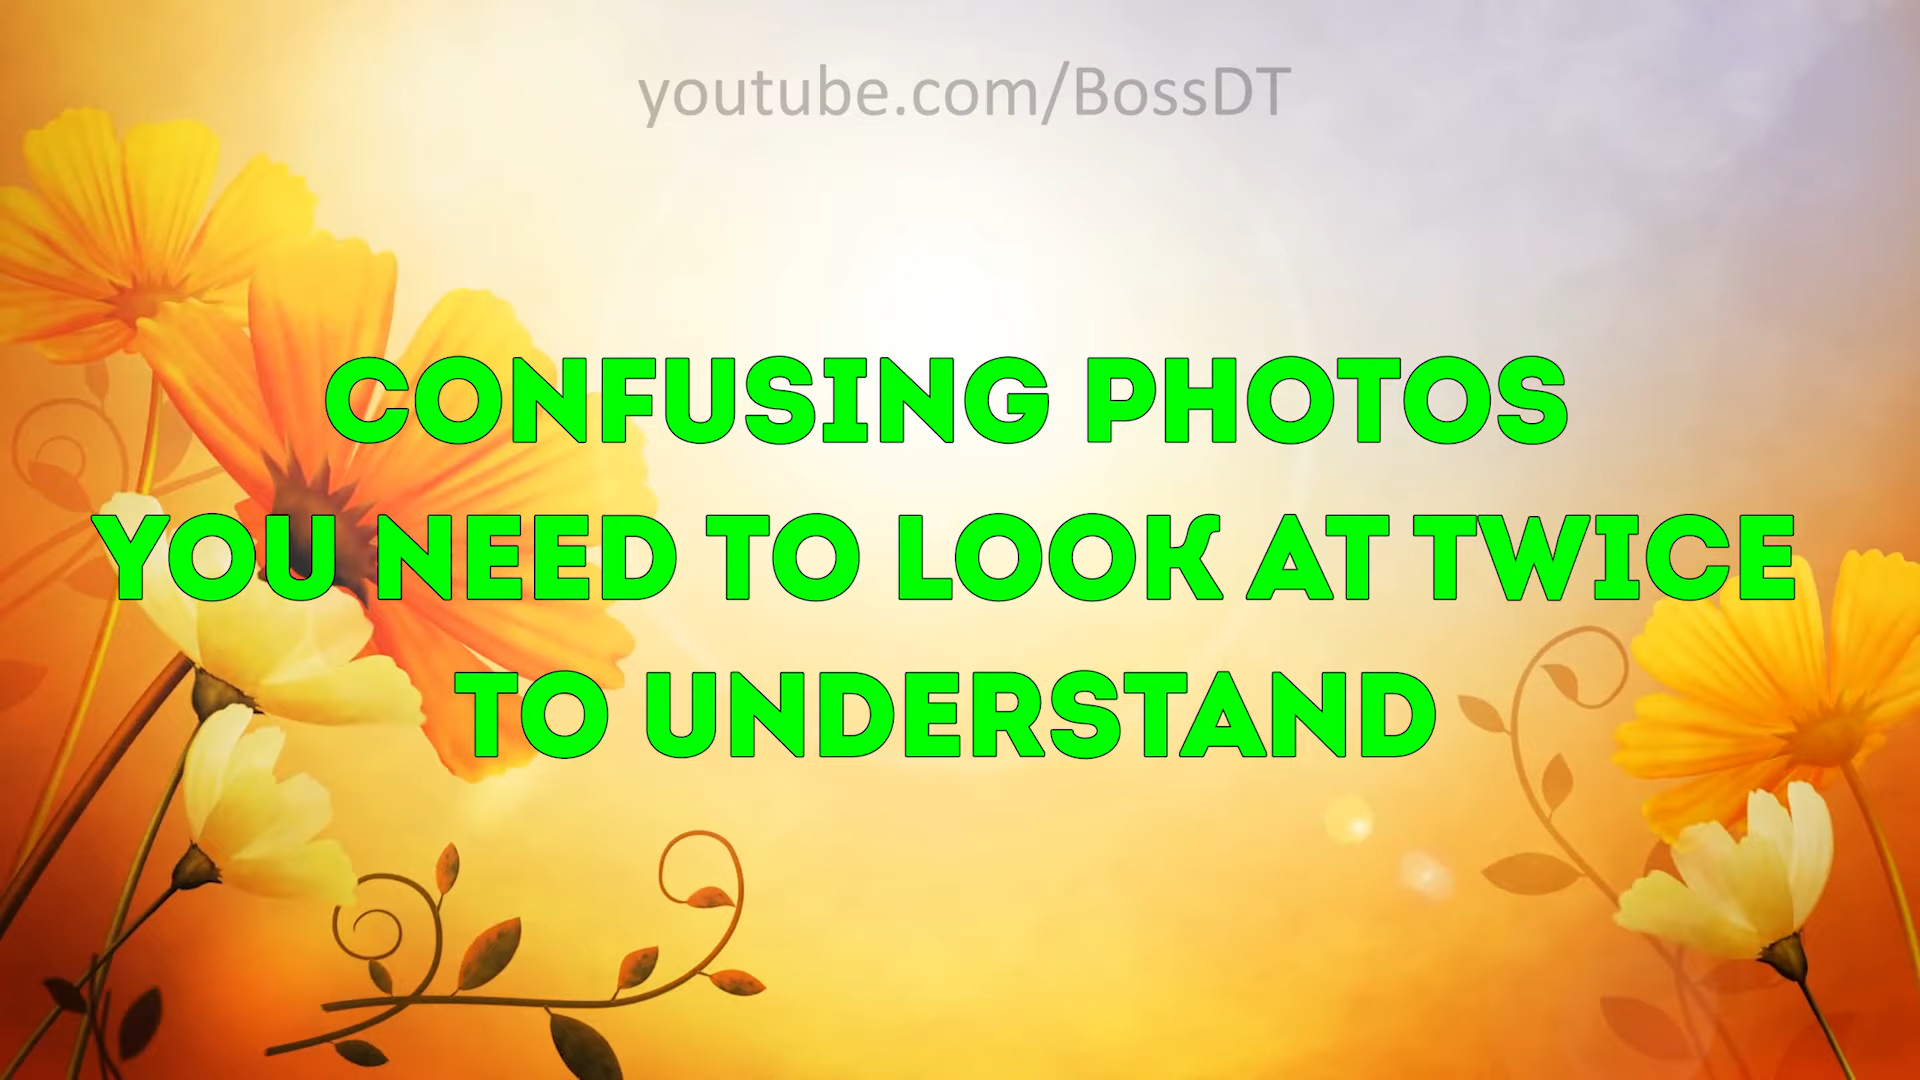 youtube.com/BossDT
CONFUSING PHOTOS
YOU NEED TO LOOK AT TWICE
TO UNDERSTAND